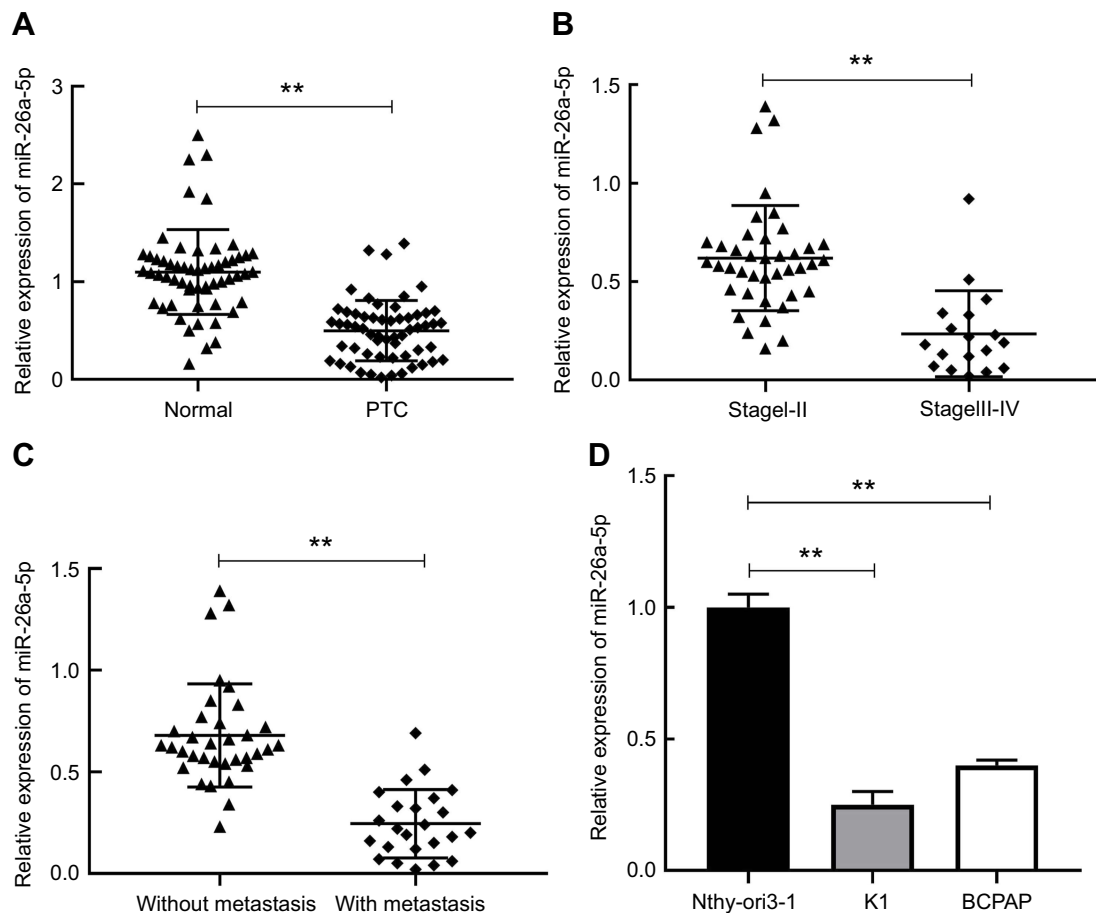 A
Relative expression of miR-26a-5p
3
2
1
0
**
Normal
PTC
B
Relative expression of miR-26a-5p
1.5
1.0
0.5
0.0
**
StageI-II
StageIII-IV
C
Relative expression of miR-26a-5p
1.5
1.0
0.5
0.0
**
Without metastasis
With metastasis
D
Relative expression of miR-26a-5p
1.5
1.0
0.5
0.0
**
**
Nthy-ori3-1
K1
BCPAP